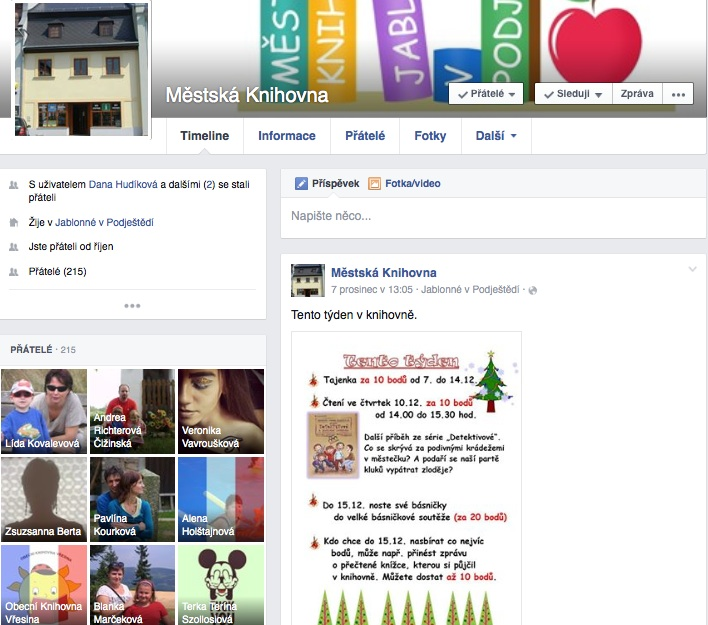 MĚST
KNIH
JABL
V
PODJ
Městská Knihovna
Přátelé
Sleduji
Zpráva
Timeline
Informace
Přátelé
Fotky
Další
S uživatelem Dana Hudíková a dalšími (2) se stali
přáteli
Žije v Jablonné v Podještědí
Jste přáteli od říjen
Přátelé (215)
PŘÁTELÉ · 215
Lída Kovalevová
Andrea
Richterová
Čižinská
Veronika
Vavroušková
Zsuzsanna Berta
Pavlína
Kourková
Alena
Holštajnová
Obecní Knihovna
Vřesina
Blanka
Marčeková
Terka Terina
Szollosiová
Příspěvek
Fotka/video
Napište něco...
Městská Knihovna
7 prosinec v 13:05 · Jablonné v Podještědí ·
Tento týden v knihovně.
Tento týden
Tajenka za 10 bodů od 7. do 14.12.
Čtení ve čtvrtek 10.12. za 10 bodů
od 14.00 do 15.30 hod.
Další příběh ze série „Detektivové".
Co se skrývá za podivnými krádežemi
v městečku? A podaří se naší partě
kluků vypátrat zloděje?
Do 15.12. noste své básničky
do velké básničkové soutěže (za 20 bodů)
Kdo chce do 15.12. nasbírat co nejvíc
bodů, může např. přinést zprávu
o přečtené knížce, kterou si půjčil
v knihovně. Můžete dostat až 10 bodů.